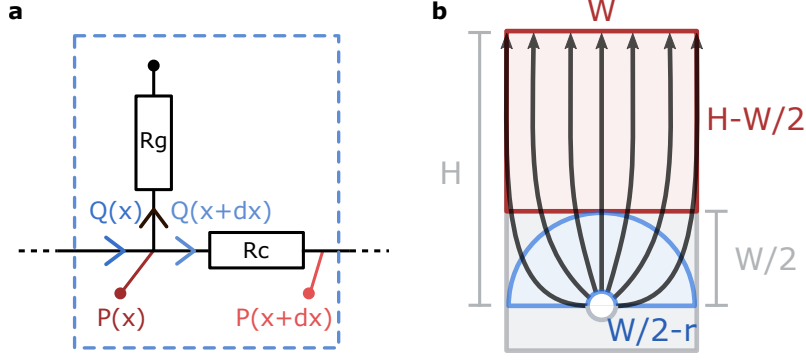 a
Rg
Q(x)
Q(x+dx)
Rc
P(x)
P(x+dx)
b
W
H-W/2
H
W/2
W/2-r